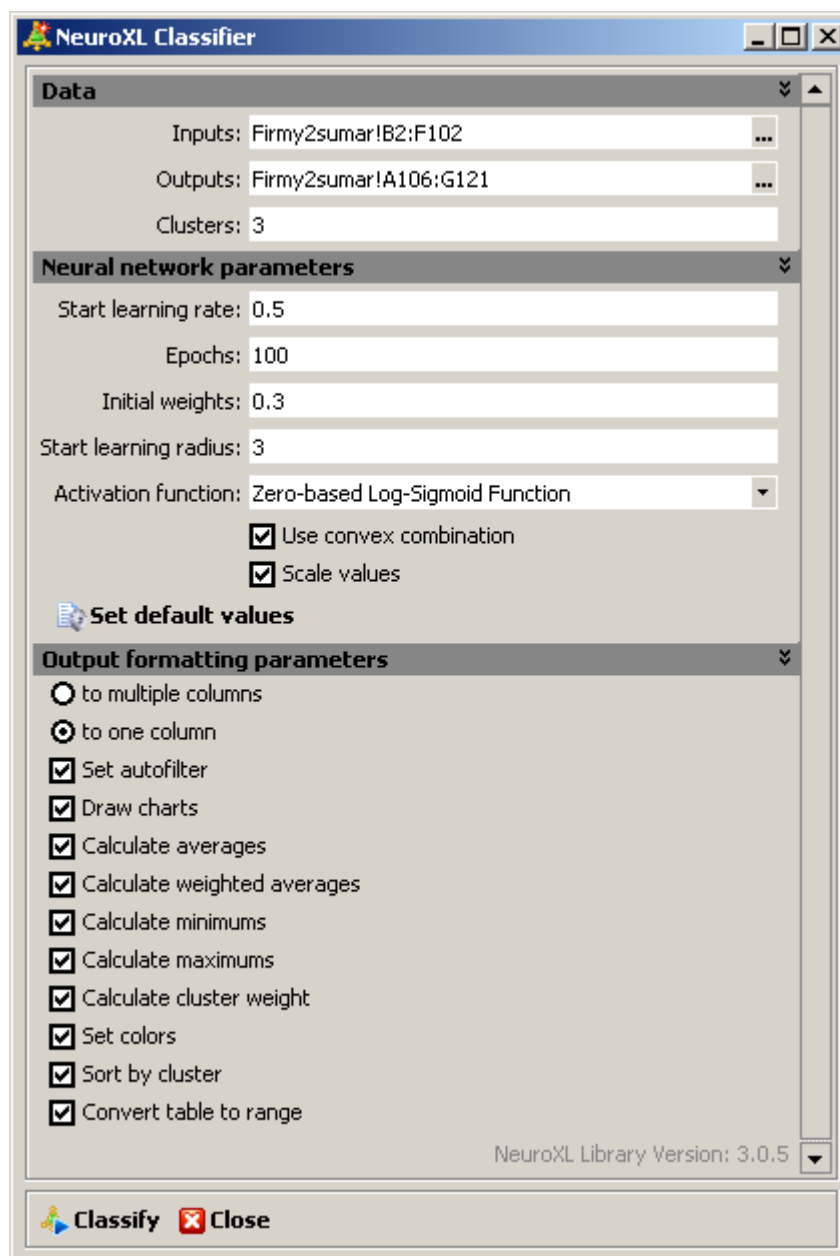 NeuroXL Classifier
Data
Inputs: Firmy2sumar!B2:F102 ...
Outputs: Firmy2sumar!A106:G121 ...
Clusters: 3
Neural network parameters
Start learning rate: 0.5
Epochs: 100
Initial weights: 0.3
Start learning radius: 3
Activation function: Zero-based Log-Sigmoid Function
Use convex combination
Scale values
Set default values
Output formatting parameters
to multiple columns
to one column
Set autofilter
Draw charts
Calculate averages
Calculate weighted averages
Calculate minimums
Calculate maximums
Calculate cluster weight
Set colors
Sort by cluster
Convert table to range
NeuroXL Library Version: 3.0.5
Classify Close